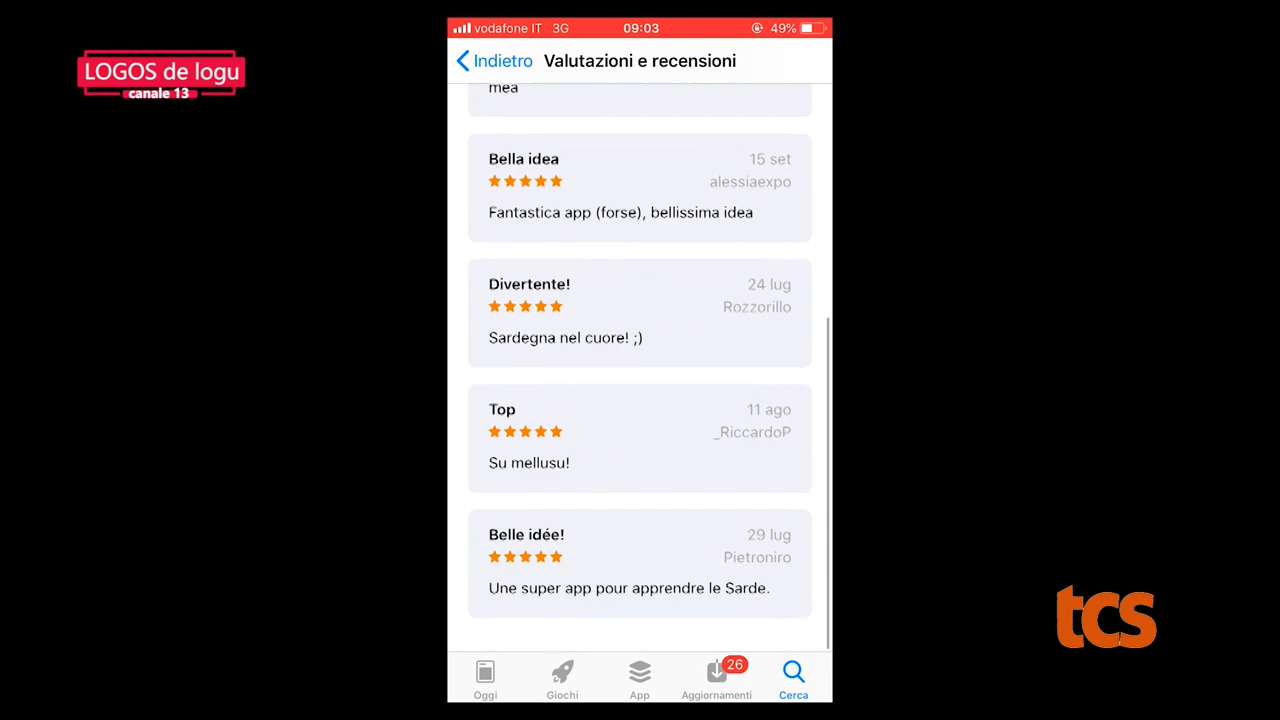 vodafone IT 3G 09:03 49%
LOGOS de logu
canale 13
Indietro Valutazioni e recensioni
mea
Bella idea 15 set
alessiaexpo
Fantastica app (forse), bellissima idea
Divertente! 24 lug
Rozzorillo
Sardegna nel cuore! ;)
Top 11 ago
_RiccardoP
Su mellusu!
Belle idée! 29 lug
Pietroniro
Une super app pour apprendre le Sarde.
tcs
26
Oggi Giochi App Aggiornamenti Cerca